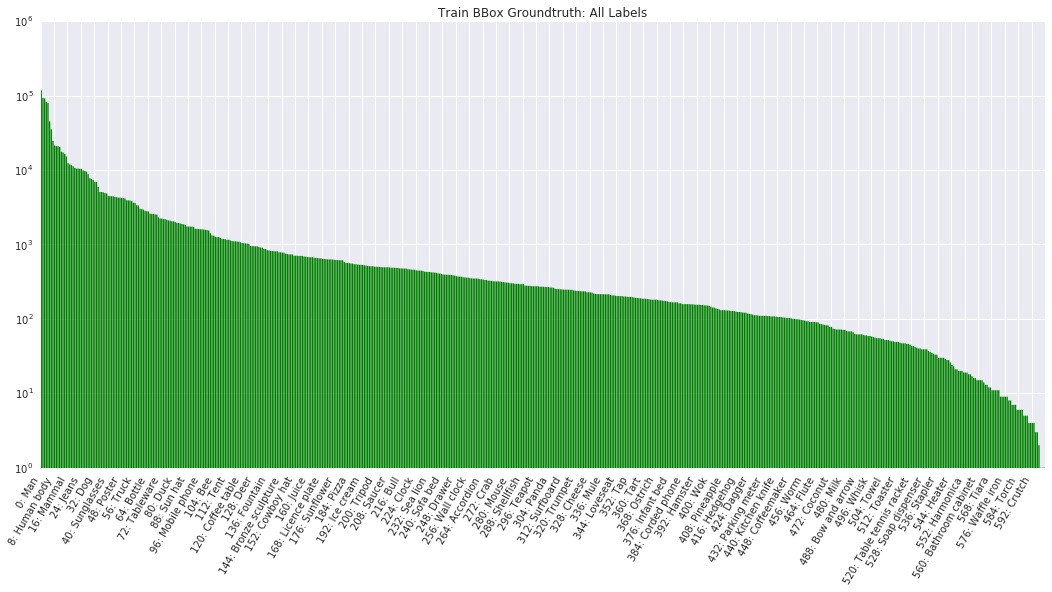 Train BBox Groundtruth: All Labels
10^6
10^5
10^4
10^3
10^2
10^1
10^0
0: Man
8: Human body
16: Mammal
24: Jeans
32: Dog
40: Sunglasses
48: Poster
56: Truck
64: Bottle
72: Tableware
80: Duck
88: Sun hat
96: Mobile phone
104: Bee
112: Tent
120: Coffee table
128: Deer
136: Fountain
144: Bronze sculpture
152: Cowboy hat
160: Juice
168: Licence plate
176: Sunflower
184: Pizza
192: Ice cream
200: Tripod
208: Saucer
216: Bull
224: Clock
232: Sea lion
240: Sofa bed
248: Drawer
256: Wall clock
264: Accordion
272: Crab
280: Mouse
288: Shellfish
296: Teapot
304: Panda
312: Surfboard
320: Trumpet
328: Cheese
336: Mule
344: Loveseat
352: Tap
360: Tart
368: Ostrich
376: Infant bed
384: Corded phone
392: Hamster
400: Wok
408: Pineapple
416: Hedgehog
424: Dagger
432: Parking meter
440: Kitchen knife
448: Coffeemaker
456: Worm
464: Flute
472: Coconut
480: Milk
488: Bow and arrow
496: Whisk
504: Towel
512: Toaster
520: Table tennis racket
528: Soap dispenser
536: Stapler
544: Heater
552: Harmonica
560: Bathroom cabinet
568: Tiara
576: Waffle iron
584: Torch
592: Crutch